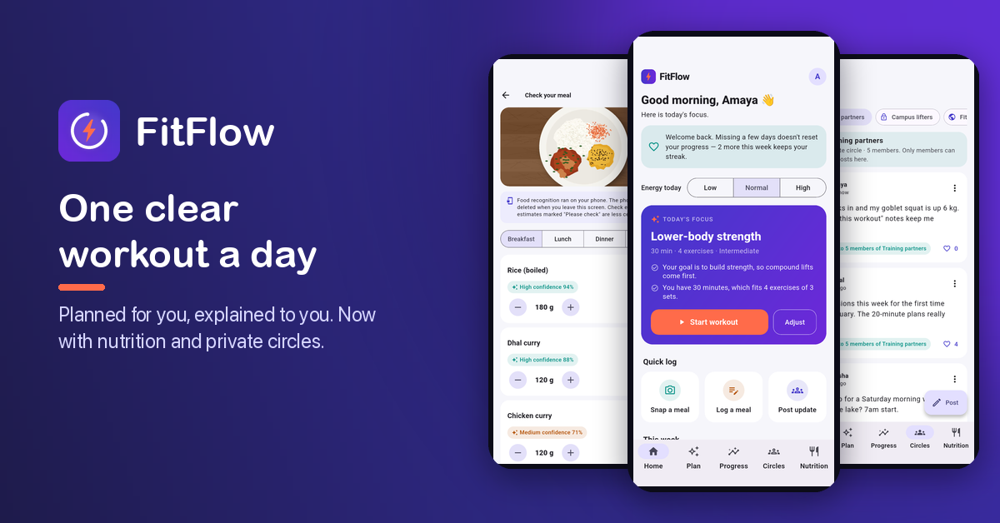 FitFlow
One clear
workout a day
Planned for you, explained to you. Now
with nutrition and private circles.
Check your meal
Food recognition ran on your phone. The
deleted when you leave this screen. Check
estimates marked "Please check" are less
Breakfast
Lunch
Dinner
Rice (boiled)
High confidence 94%
− 180 g +
Dhal curry
High confidence 88%
− 120 g +
Chicken curry
Medium confidence 71%
− 120 g +
FitFlow
A
Good morning, Amaya 👋
Here is today's focus.
Welcome back. Missing a few days doesn't reset
your progress — 2 more this week keeps your
streak.
Energy today
Low
Normal
High
TODAY'S FOCUS
Lower-body strength
30 min · 4 exercises · Intermediate
Your goal is to build strength, so compound lifts
come first.
You have 30 minutes, which fits 4 exercises of 3
sets.
Start workout
Adjust
Quick log
Snap a meal
Log a meal
Post update
This week
Home
Plan
Progress
Circles
Nutrition
partners
Campus lifters
Fit
ning partners
te circle · 5 members. Only members can
osts here.
ya
now
ks in and my goblet squat is up 6 kg.
this workout" notes keep me
o 5 members of Training partners
0
al
go
ions this week for the first time
uary. The 20-minute plans really
o 5 members of Training partners
4
sha
go
for a Saturday morning
e lake? 7am start.
Post
Plan
Progress
Circles
Nutrition